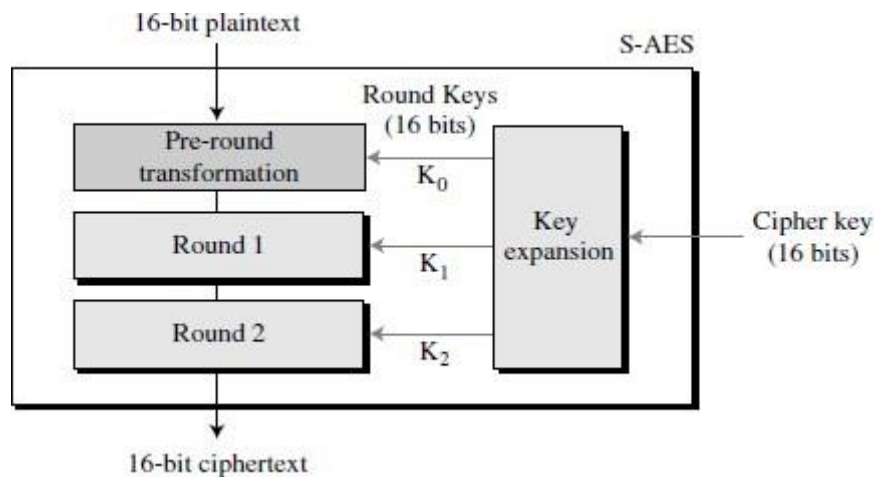 16-bit plaintext
S-AES
Round Keys
(16 bits)
Pre-round
transformation
K0
Key
expansion
Cipher key
(16 bits)
Round 1
K1
Round 2
K2
16-bit ciphertext